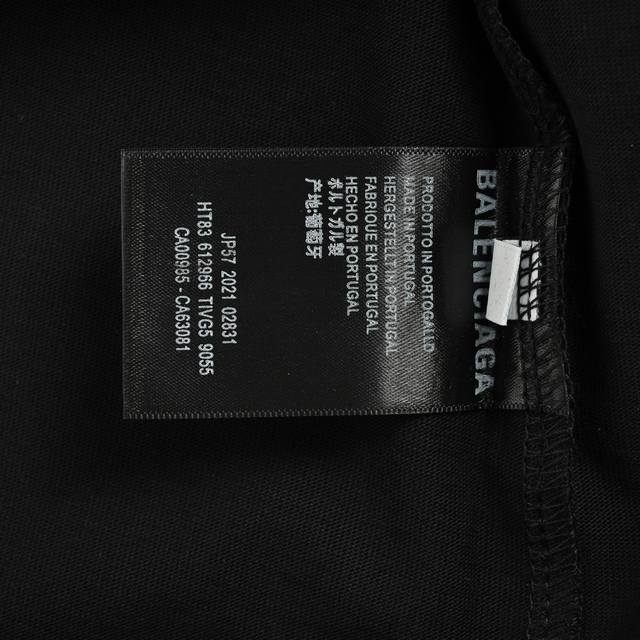 BALENCIAGA
PRODOTTO IN PORTOGALLO
MADE IN PORTUGAL
HERGESTELLT IN PORTUGAL
FABRIQUE EN PORTUGAL
HECHO EN PORTUGAL
ポルトガル製
产地:葡萄牙
JP57 2021 02831
HT83 612966 TIVG5 9055
CA00985 - CA63081